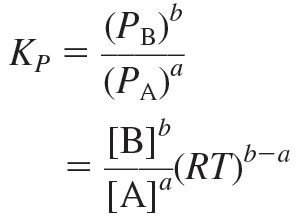 K_P = (P_B)^b / (P_A)^a
= [B]^b / [A]^a (RT)^{b−a}